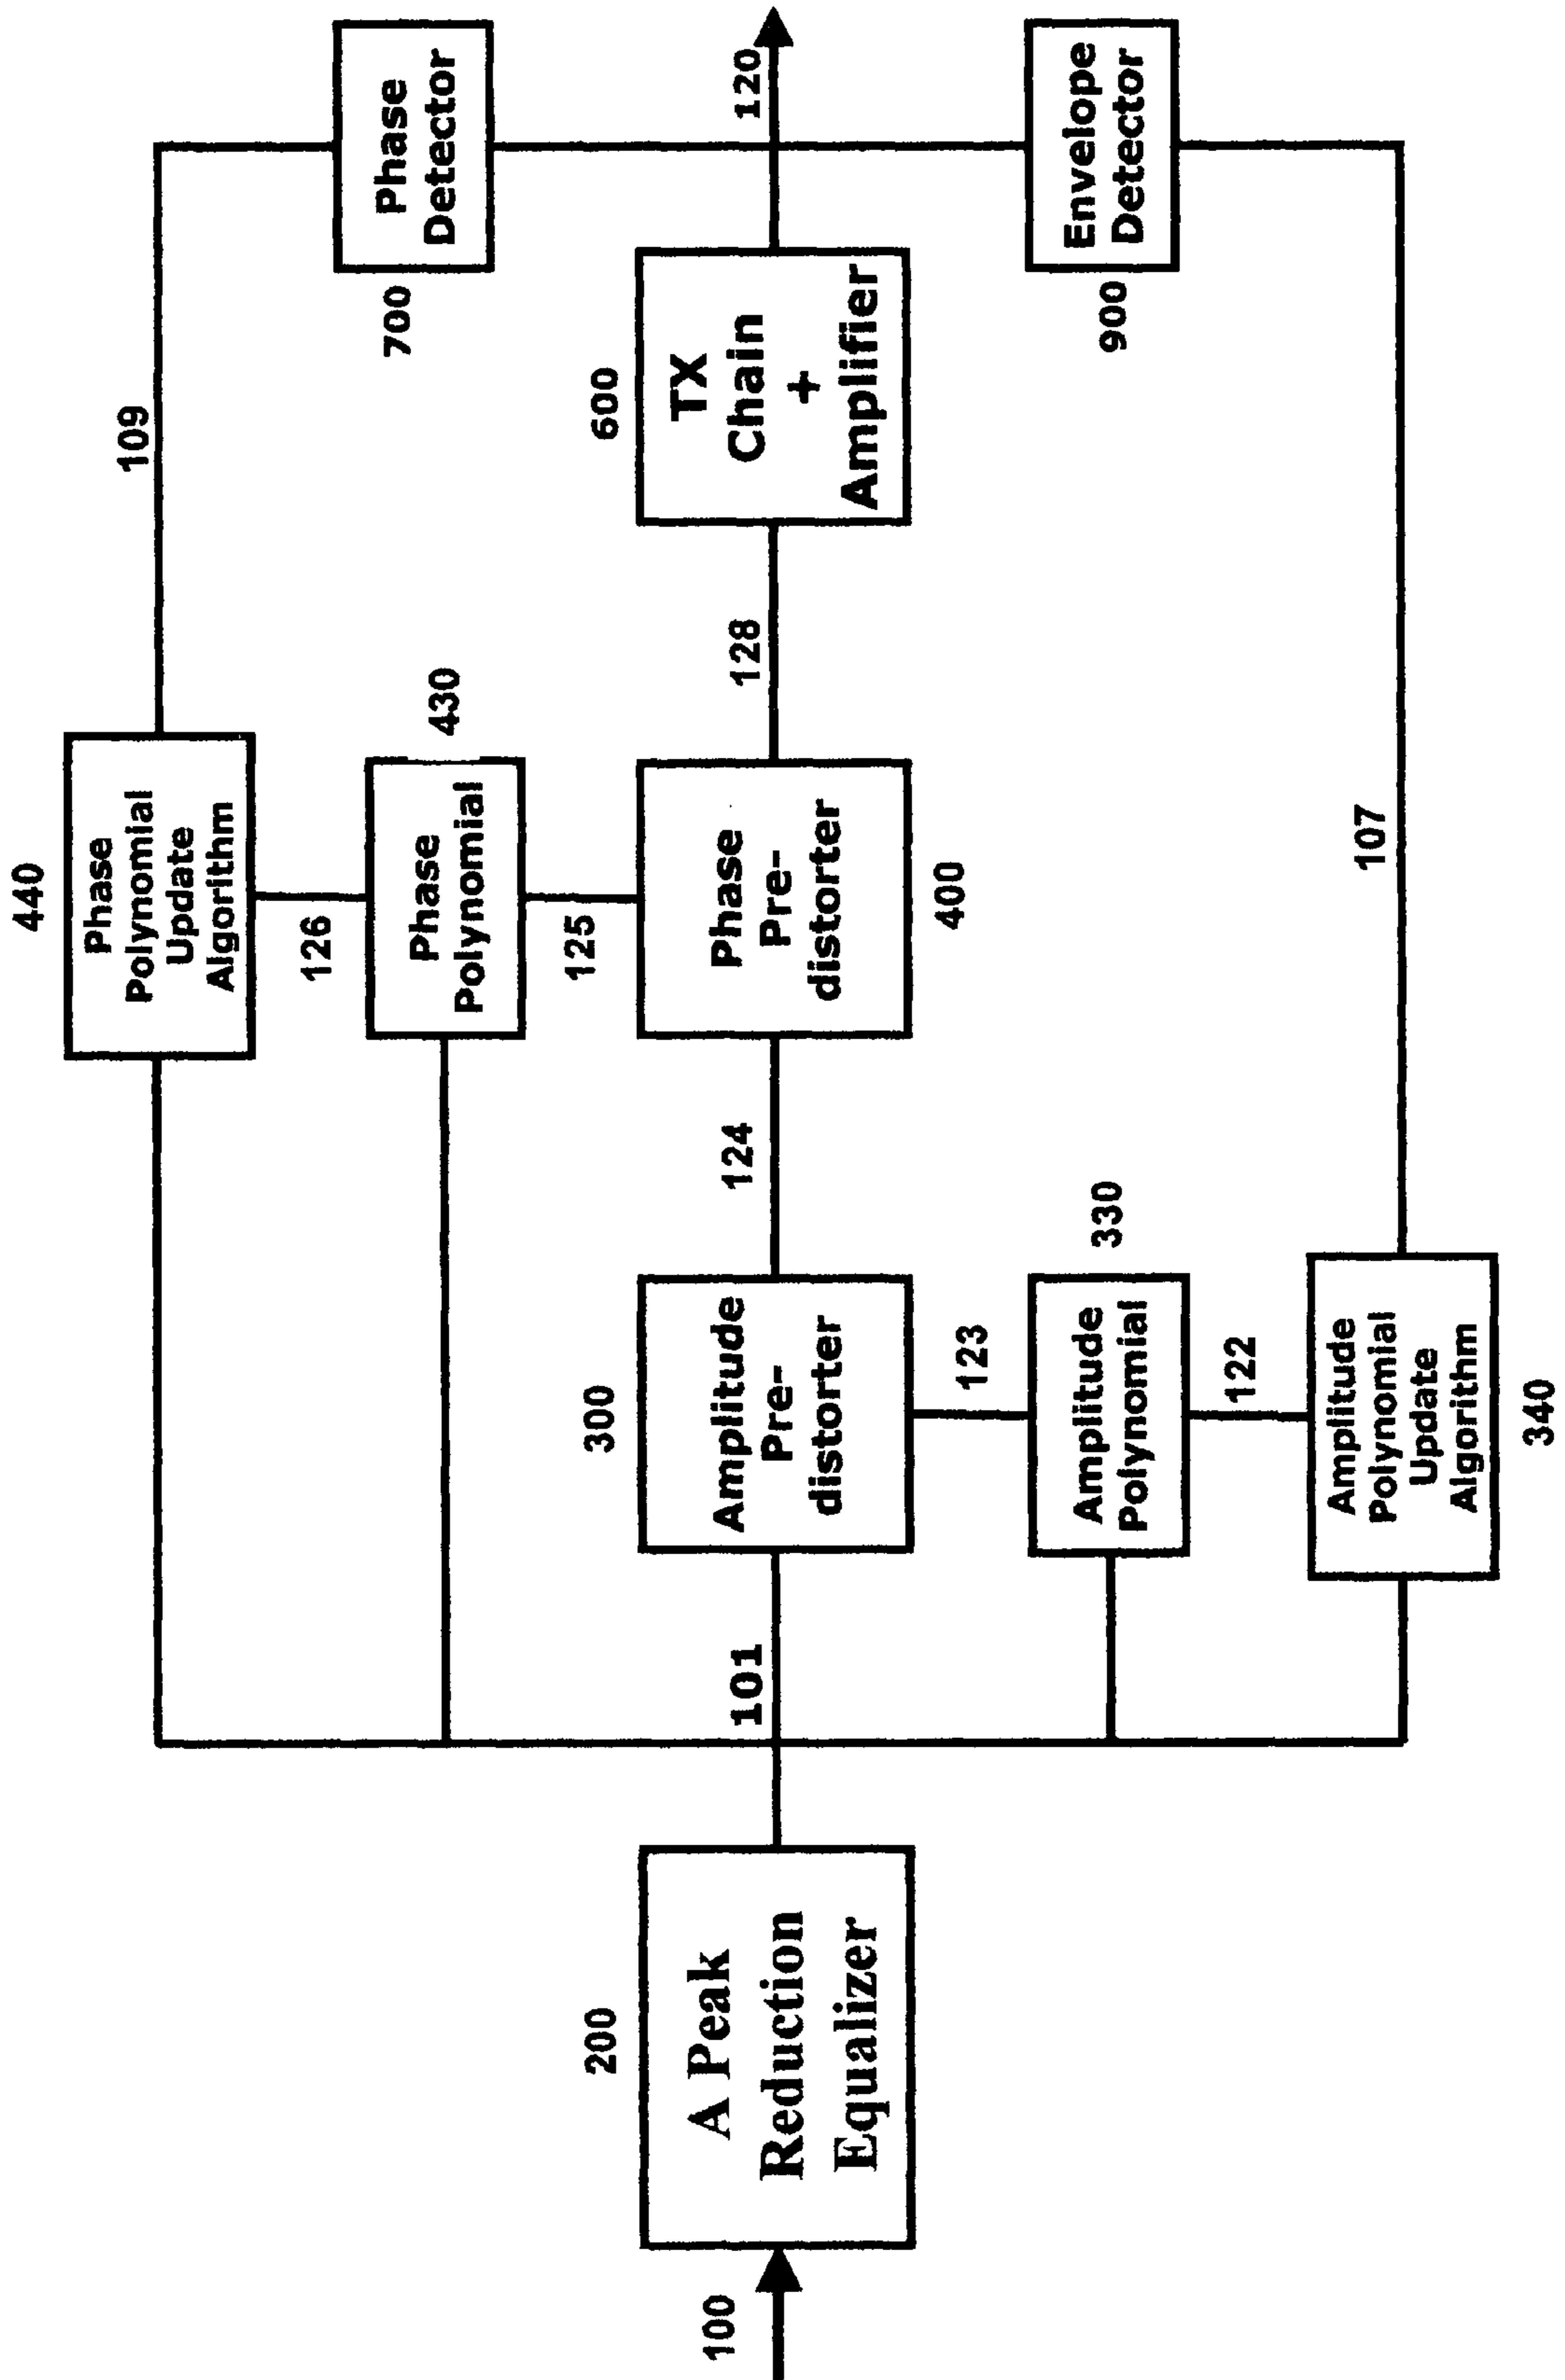 440
Phase
Polynomial
Update
Algorithm
109
126
430
Phase
Polynomial
700
Phase
Detector
125
100
200
A Peak
Reduction
Equalizer
101
300
Amplitude
Pre-
distorter
124
Phase
Pre-
distorter
400
128
600
TX
Chain
+
Amplifier
120
123
330
Amplitude
Polynomial
900
Envelope
Detector
122
Amplitude
Polynomial
Update
Algorithm
340
107